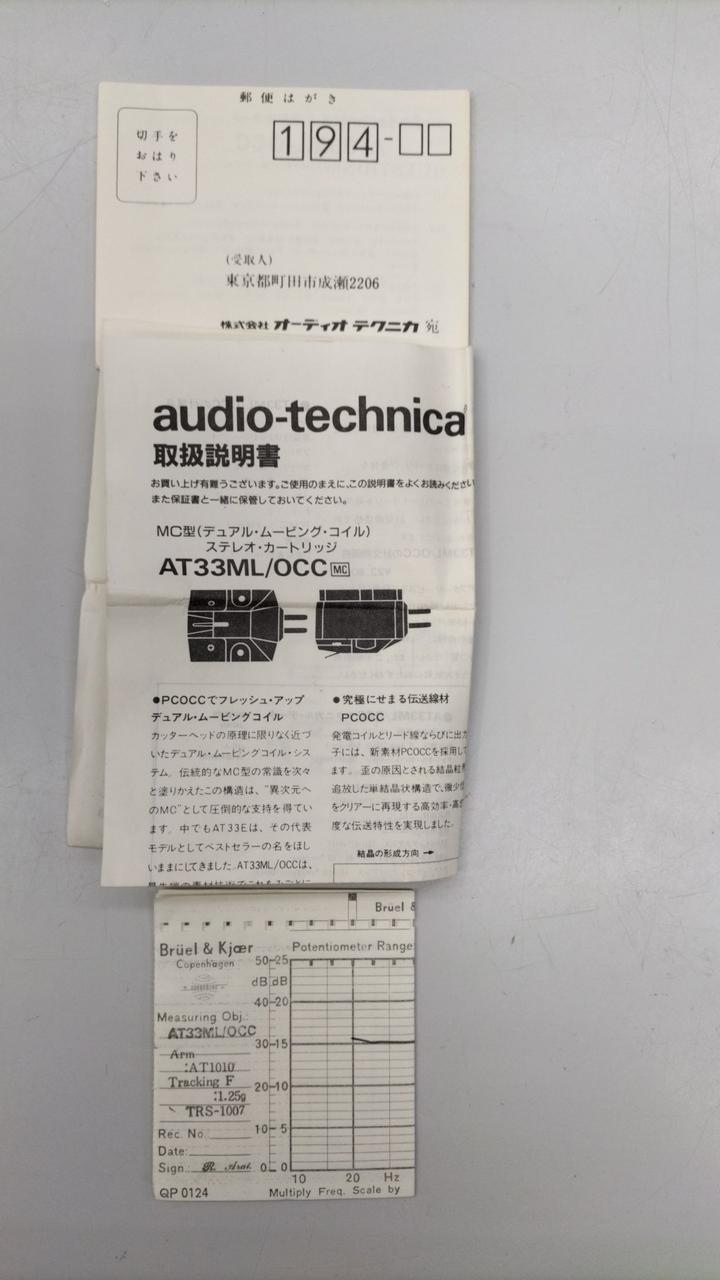 郵便はがき
切手を
おはり
下さい
194-□□
(受取人)
東京都町田市成瀬2206
株式会社 オーディオテクニカ 宛
audio-technica
取扱説明書
お買い上げ有難うございます。ご使用のまえに、この説明書をよくお読みください
また保証書と一緒に保管しておいてください。
MC型(デュアル・ムービング・コイル)
ステレオ・カートリッジ
AT33ML/OCC MC
●PCOCCでフレッシュ・アップ
デュアル・ムービングコイル
カッターヘッドの原理に限りなく近づ
いたデュアル・ムービングコイル・シス
テム。伝統的なMC型の常識を次々
と塗りかえたこの構造は、“異次元へ
のMC”として圧倒的な支持を得てい
ます。中でもAT33Eは、その代表
モデルとしてベストセラーの名をほし
いままにしてきました。AT33ML/OCCは、
●究極にせまる伝送線材
PCOCC
発電コイルとリード線ならびに出力
子には、新素材PCOCCを採用して
ます。歪の原因とされる結晶粒界
追放した単結晶状構造で、微少信
をクリアーに再現する高効率・高
度な伝送特性を実現しました。
結晶の形成方向 →
Brüel &
Brüel & Kjær
Copenhagen
Potentiometer Range
Measuring Obj.:
AT33ML/OCC
Arm
:AT1010
Tracking F
:1.25g
TRS-1007
Rec. No.
Date:
Sign.:
QP 0124
50-25
dB dB
40-20
30-15
20-10
10-5
0-0
10 20 Hz
Multiply Freq. Scale by